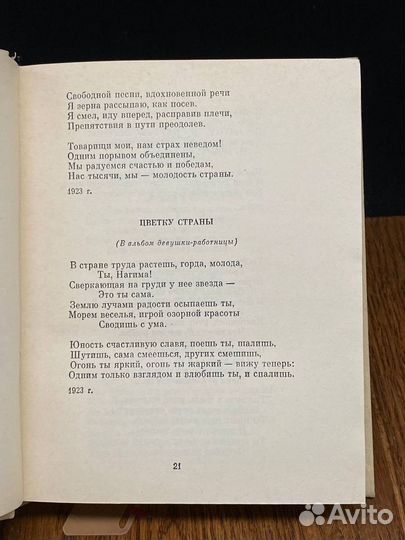 Свободной песни, вдохновенной речи
Я зерна рассыпаю, как посев.
Я смел, иду вперед, расправив плечи,
Препятствия в пути преодолев.
Товарищи мои, нам страх неведом!
Одним порывом объединены,
Мы радуемся счастью и победам,
Нас тысячи, мы — молодость страны.
1923 г.
ЦВЕТКУ СТРАНЫ
(В альбом девушки-работницы)
В стране труда растешь, горда, молода,
Ты, Нагима!
Сверкающая на груди у нее звезда —
Это ты сама.
Землю лучами радости осыпаешь ты,
Морем веселья, игрой озорной красоты
Сводишь с ума.
Юность счастливую славя, поешь ты, шалишь,
Шутишь, сама смеешься, других смешишь,
Огонь ты яркий, огонь ты жаркий — вижу теперь:
Одним только взглядом и влюбишь ты, и спалишь.
1923 г.
21
Avito